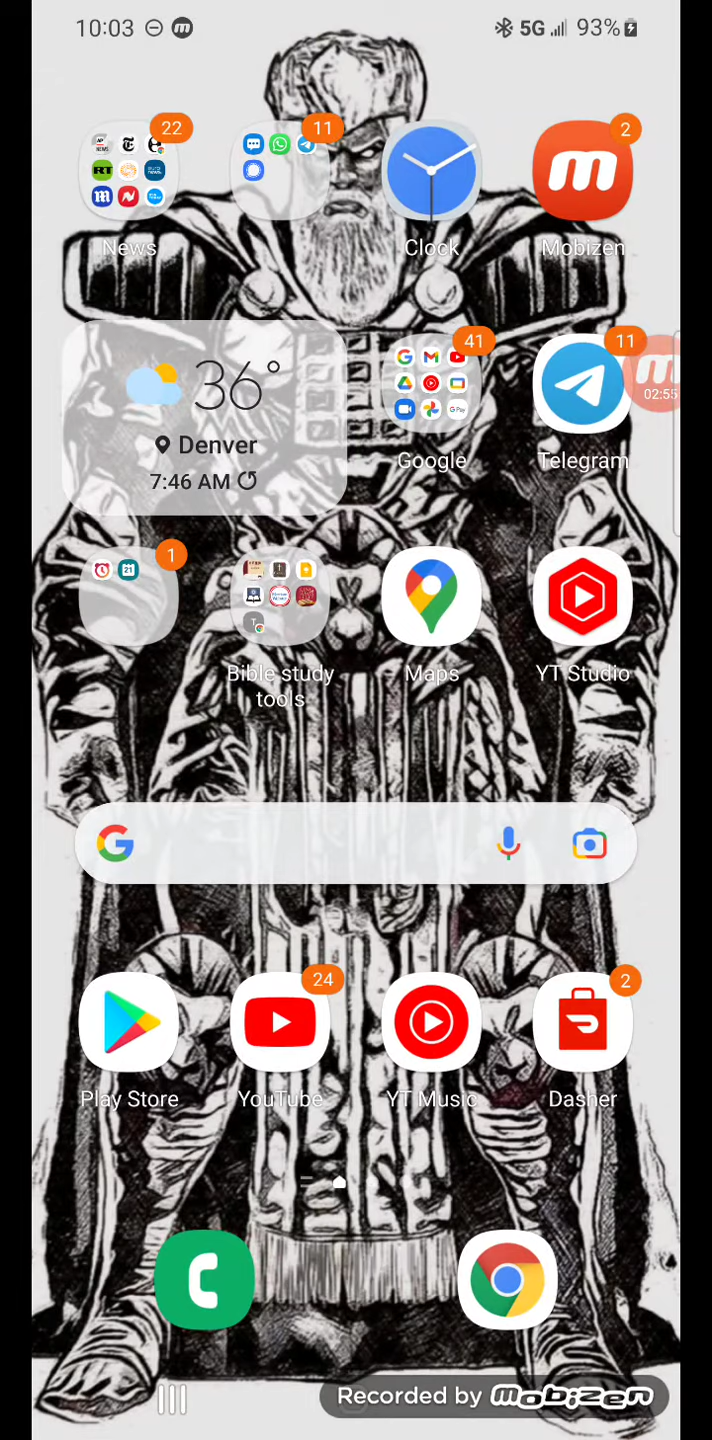 10:03
5G 93%
22
11
2
News
Clock
Mobizen
36°
Denver
7:46 AM
41
11
02:55
Google
Telegram
1
21
Bible study
tools
Maps
YT Studio
24
2
Play Store
YouTube
YT Music
Dasher
Recorded by mobizen